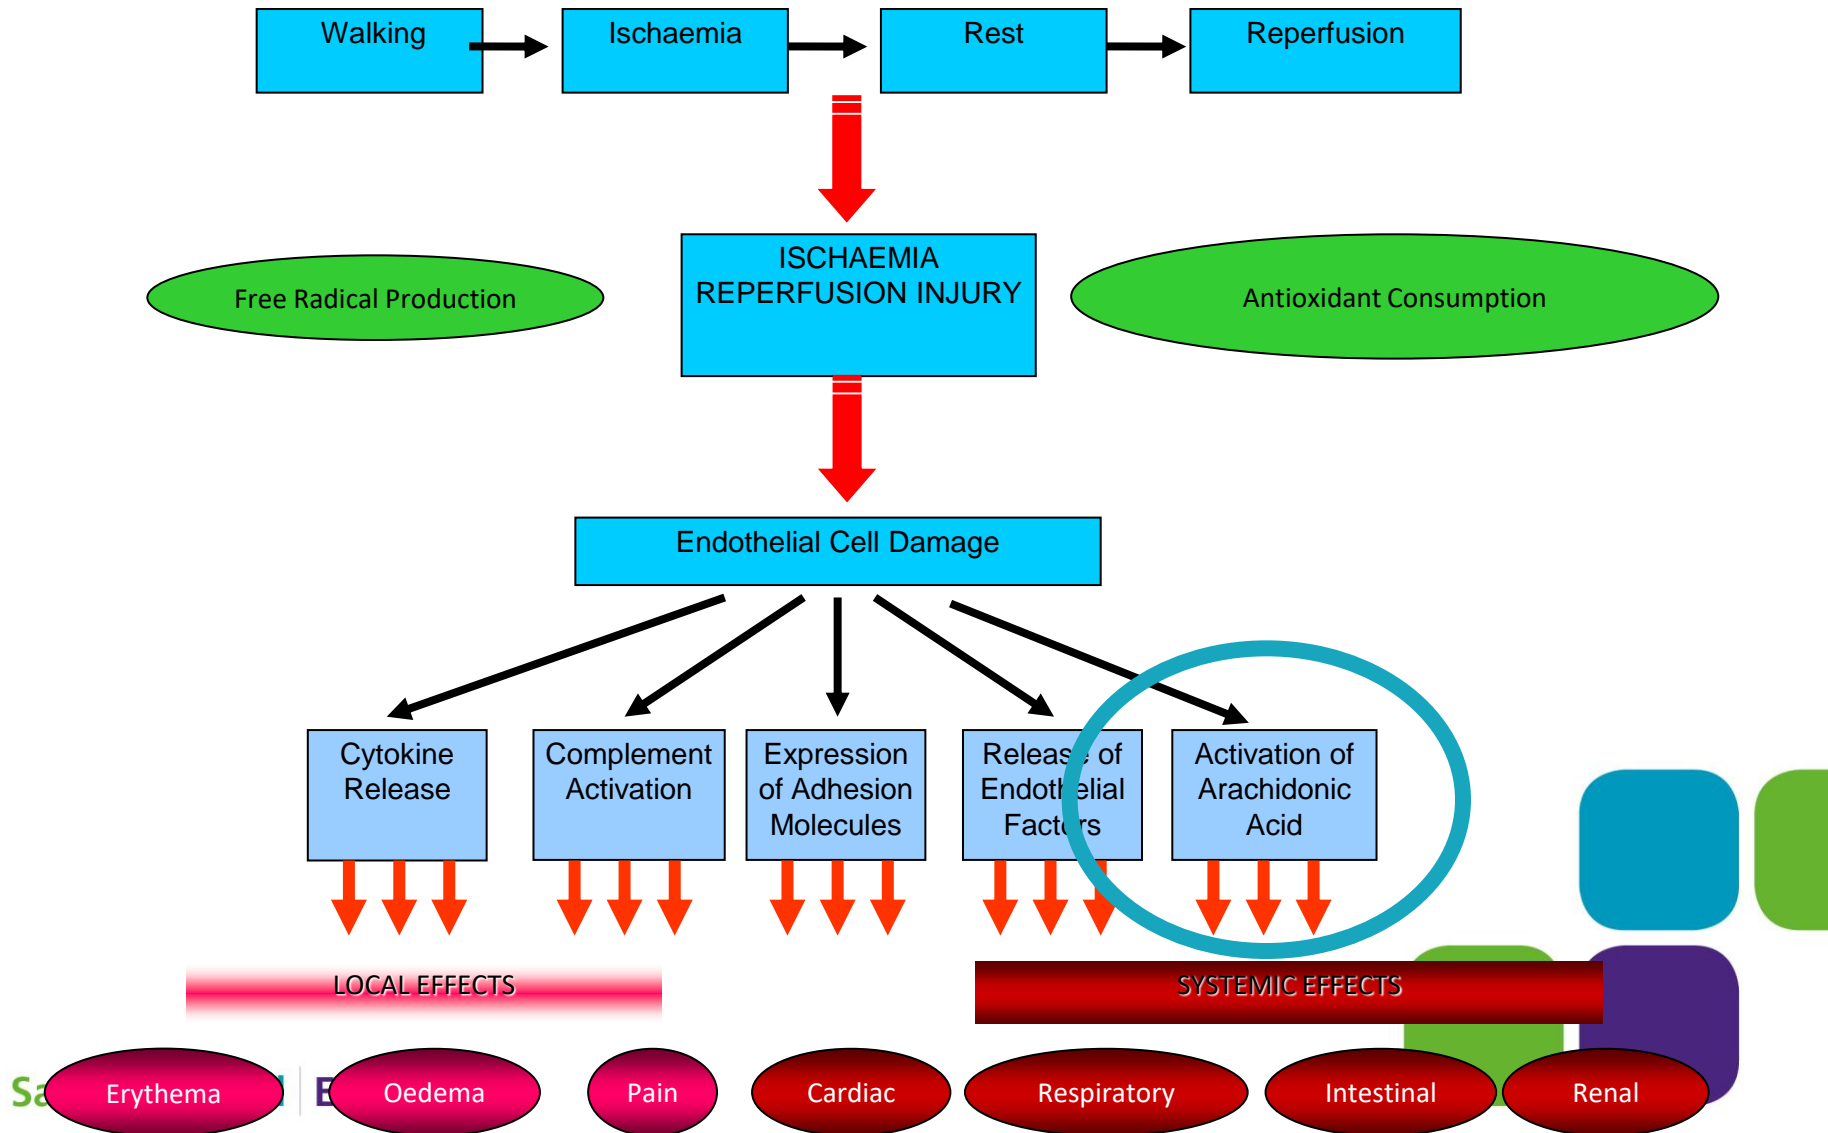 Walking
Ischaemia
Rest
Reperfusion
ISCHAEMIA
REPERFUSION INJURY
Free Radical Production
Antioxidant Consumption
Endothelial Cell Damage
Cytokine
Release
Complement
Activation
Expression
of Adhesion
Molecules
Release of
Endothelial
Factors
Activation of
Arachidonic
Acid
LOCAL EFFECTS
SYSTEMIC EFFECTS
Erythema
Oedema
Pain
Cardiac
Respiratory
Intestinal
Renal